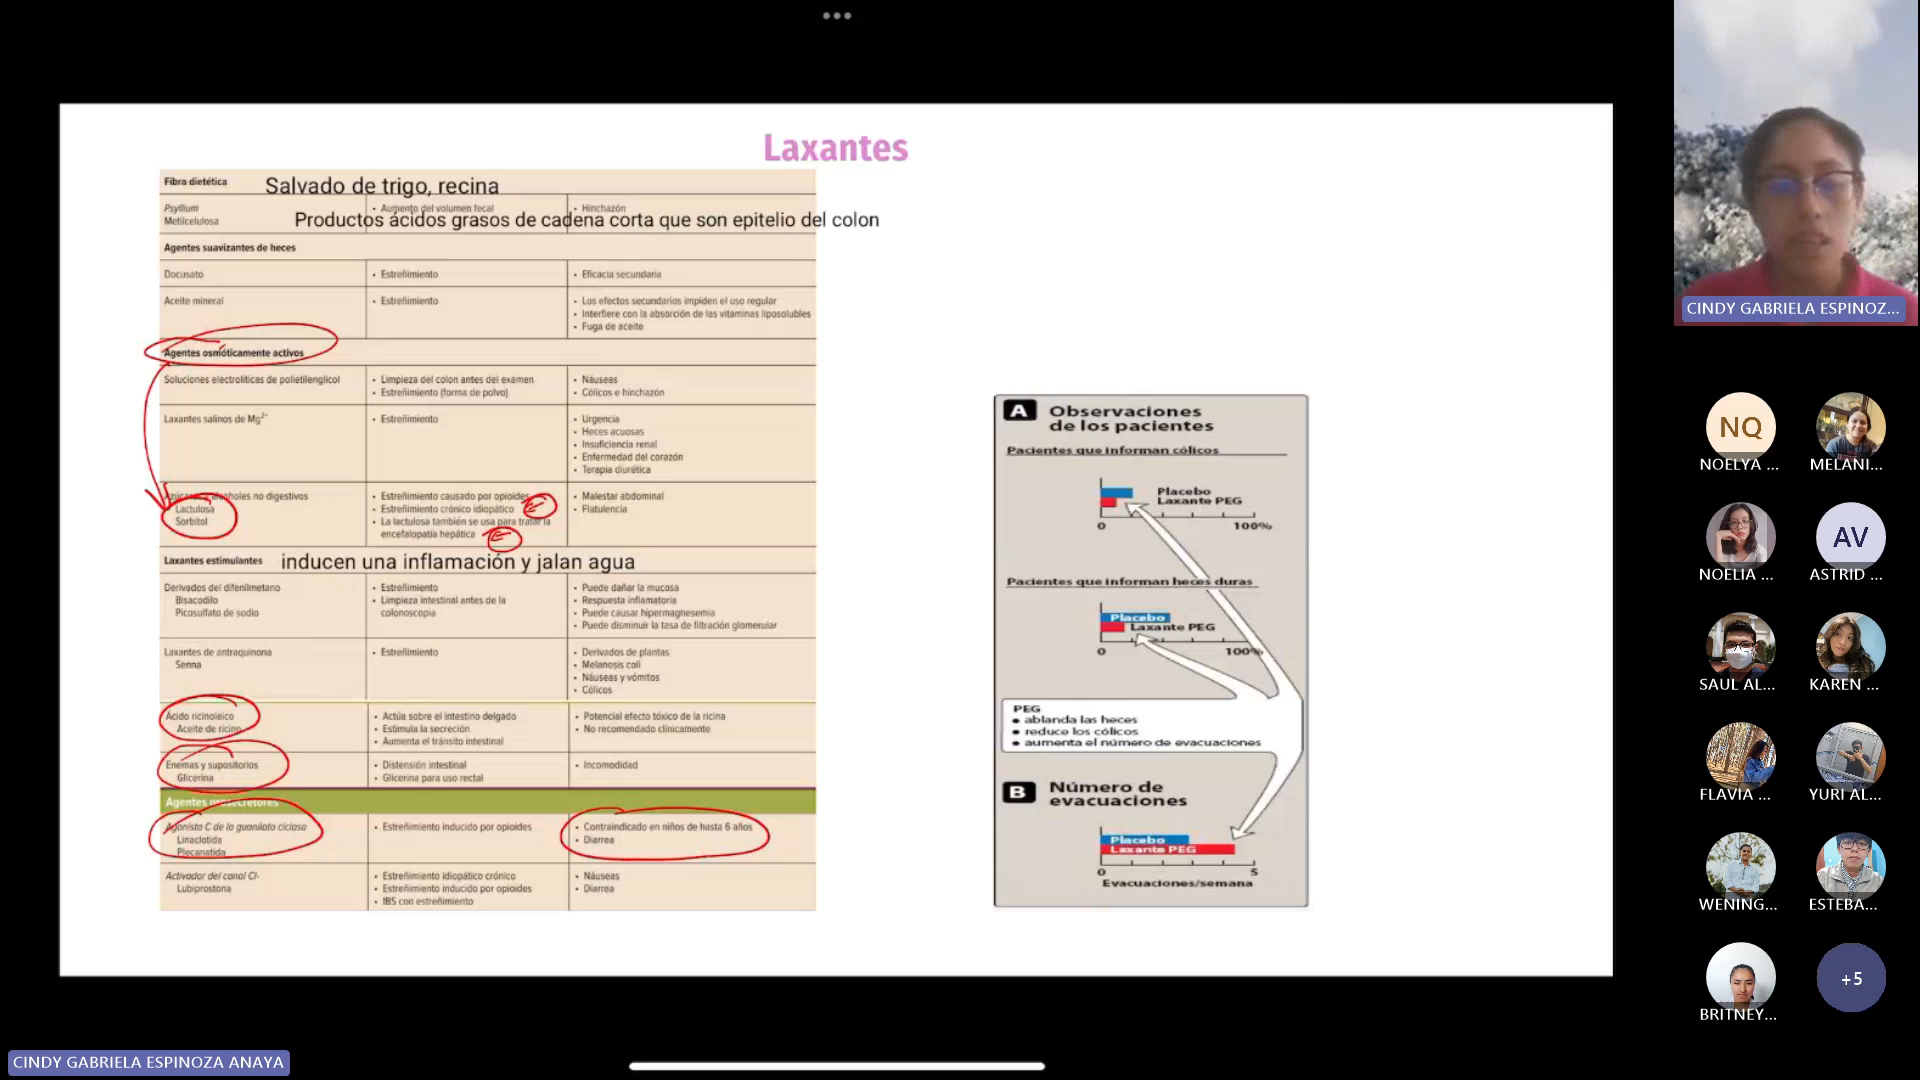 Laxantes
Fibra dietética
Salvado de trigo, recina
Psyllium
Metilcelulosa
• Aumento del volumen fecal
• Hinchazón
Productos ácidos grasos de cadena corta que son epitelio del colon
Agentes suavizantes de heces
Docusato
• Estreñimiento
• Eficacia secundaria
Aceite mineral
• Estreñimiento
• Los efectos secundarios impiden el uso regular
• Interfiere con la absorción de las vitaminas liposolubles
• Fuga de aceite
Agentes osmóticamente activos
Soluciones electrolíticas de polietilenglicol
• Limpieza del colon antes del examen
• Estreñimiento (forma de polvo)
• Náuseas
• Cólicos e hinchazón
Laxantes salinos de Mg²⁺
• Estreñimiento
• Urgencia
• Heces acuosas
• Insuficiencia renal
• Enfermedad del corazón
• Terapia diurética
Azúcares y alcoholes no digestivos
Lactulosa
Sorbitol
• Estreñimiento causado por opioides
• Estreñimiento crónico idiopático
• La lactulosa también se usa para tratar la
encefalopatía hepática
• Malestar abdominal
• Flatulencia
Laxantes estimulantes
inducen una inflamación y jalan agua
Derivados del difenilmetano
Bisacodilo
Picosulfato de sodio
• Estreñimiento
• Limpieza intestinal antes de la
colonoscopia
• Puede dañar la mucosa
• Respuesta inflamatoria
• Puede causar hipermagnesemia
• Puede disminuir la tasa de filtración glomerular
Laxantes de antraquinona
Senna
• Estreñimiento
• Derivados de plantas
• Melanosis coli
• Náuseas y vómitos
• Cólicos
Ácido ricinoleico
Aceite de ricino
• Actúa sobre el intestino delgado
• Estimula la secreción
• Aumenta el tránsito intestinal
• Potencial efecto tóxico de la ricina
• No recomendado clínicamente
Enemas y supositorios
Glicerina
• Distensión intestinal
• Glicerina para uso rectal
• Incomodidad
Agentes prosecretores
Agonista C de la guanilato ciclasa
Linaclotida
Plecanatida
• Estreñimiento inducido por opioides
• Contraindicado en niños de hasta 6 años
• Diarrea
Activador del canal Cl-
Lubiprostona
• Estreñimiento idiopático crónico
• Estreñimiento inducido por opioides
• IBS con estreñimiento
• Náuseas
• Diarrea
A Observaciones
de los pacientes
Pacientes que informan cólicos
Placebo
Laxante PEG
0 100%
Pacientes que informan heces duras
Placebo
Laxante PEG
0 100%
PEG
• ablanda las heces
• reduce los cólicos
• aumenta el número de evacuaciones
B Número de
evacuaciones
Placebo
Laxante PEG
0 5
Evacuaciones/semana
CINDY GABRIELA ESPINOZ...
NQ
NOELYA ...
MELANI...
NOELIA ...
AV
ASTRID ...
SAUL AL...
KAREN ...
FLAVIA ...
YURI AL...
WENING...
ESTEBA...
BRITNEY...
+5
CINDY GABRIELA ESPINOZA ANAYA